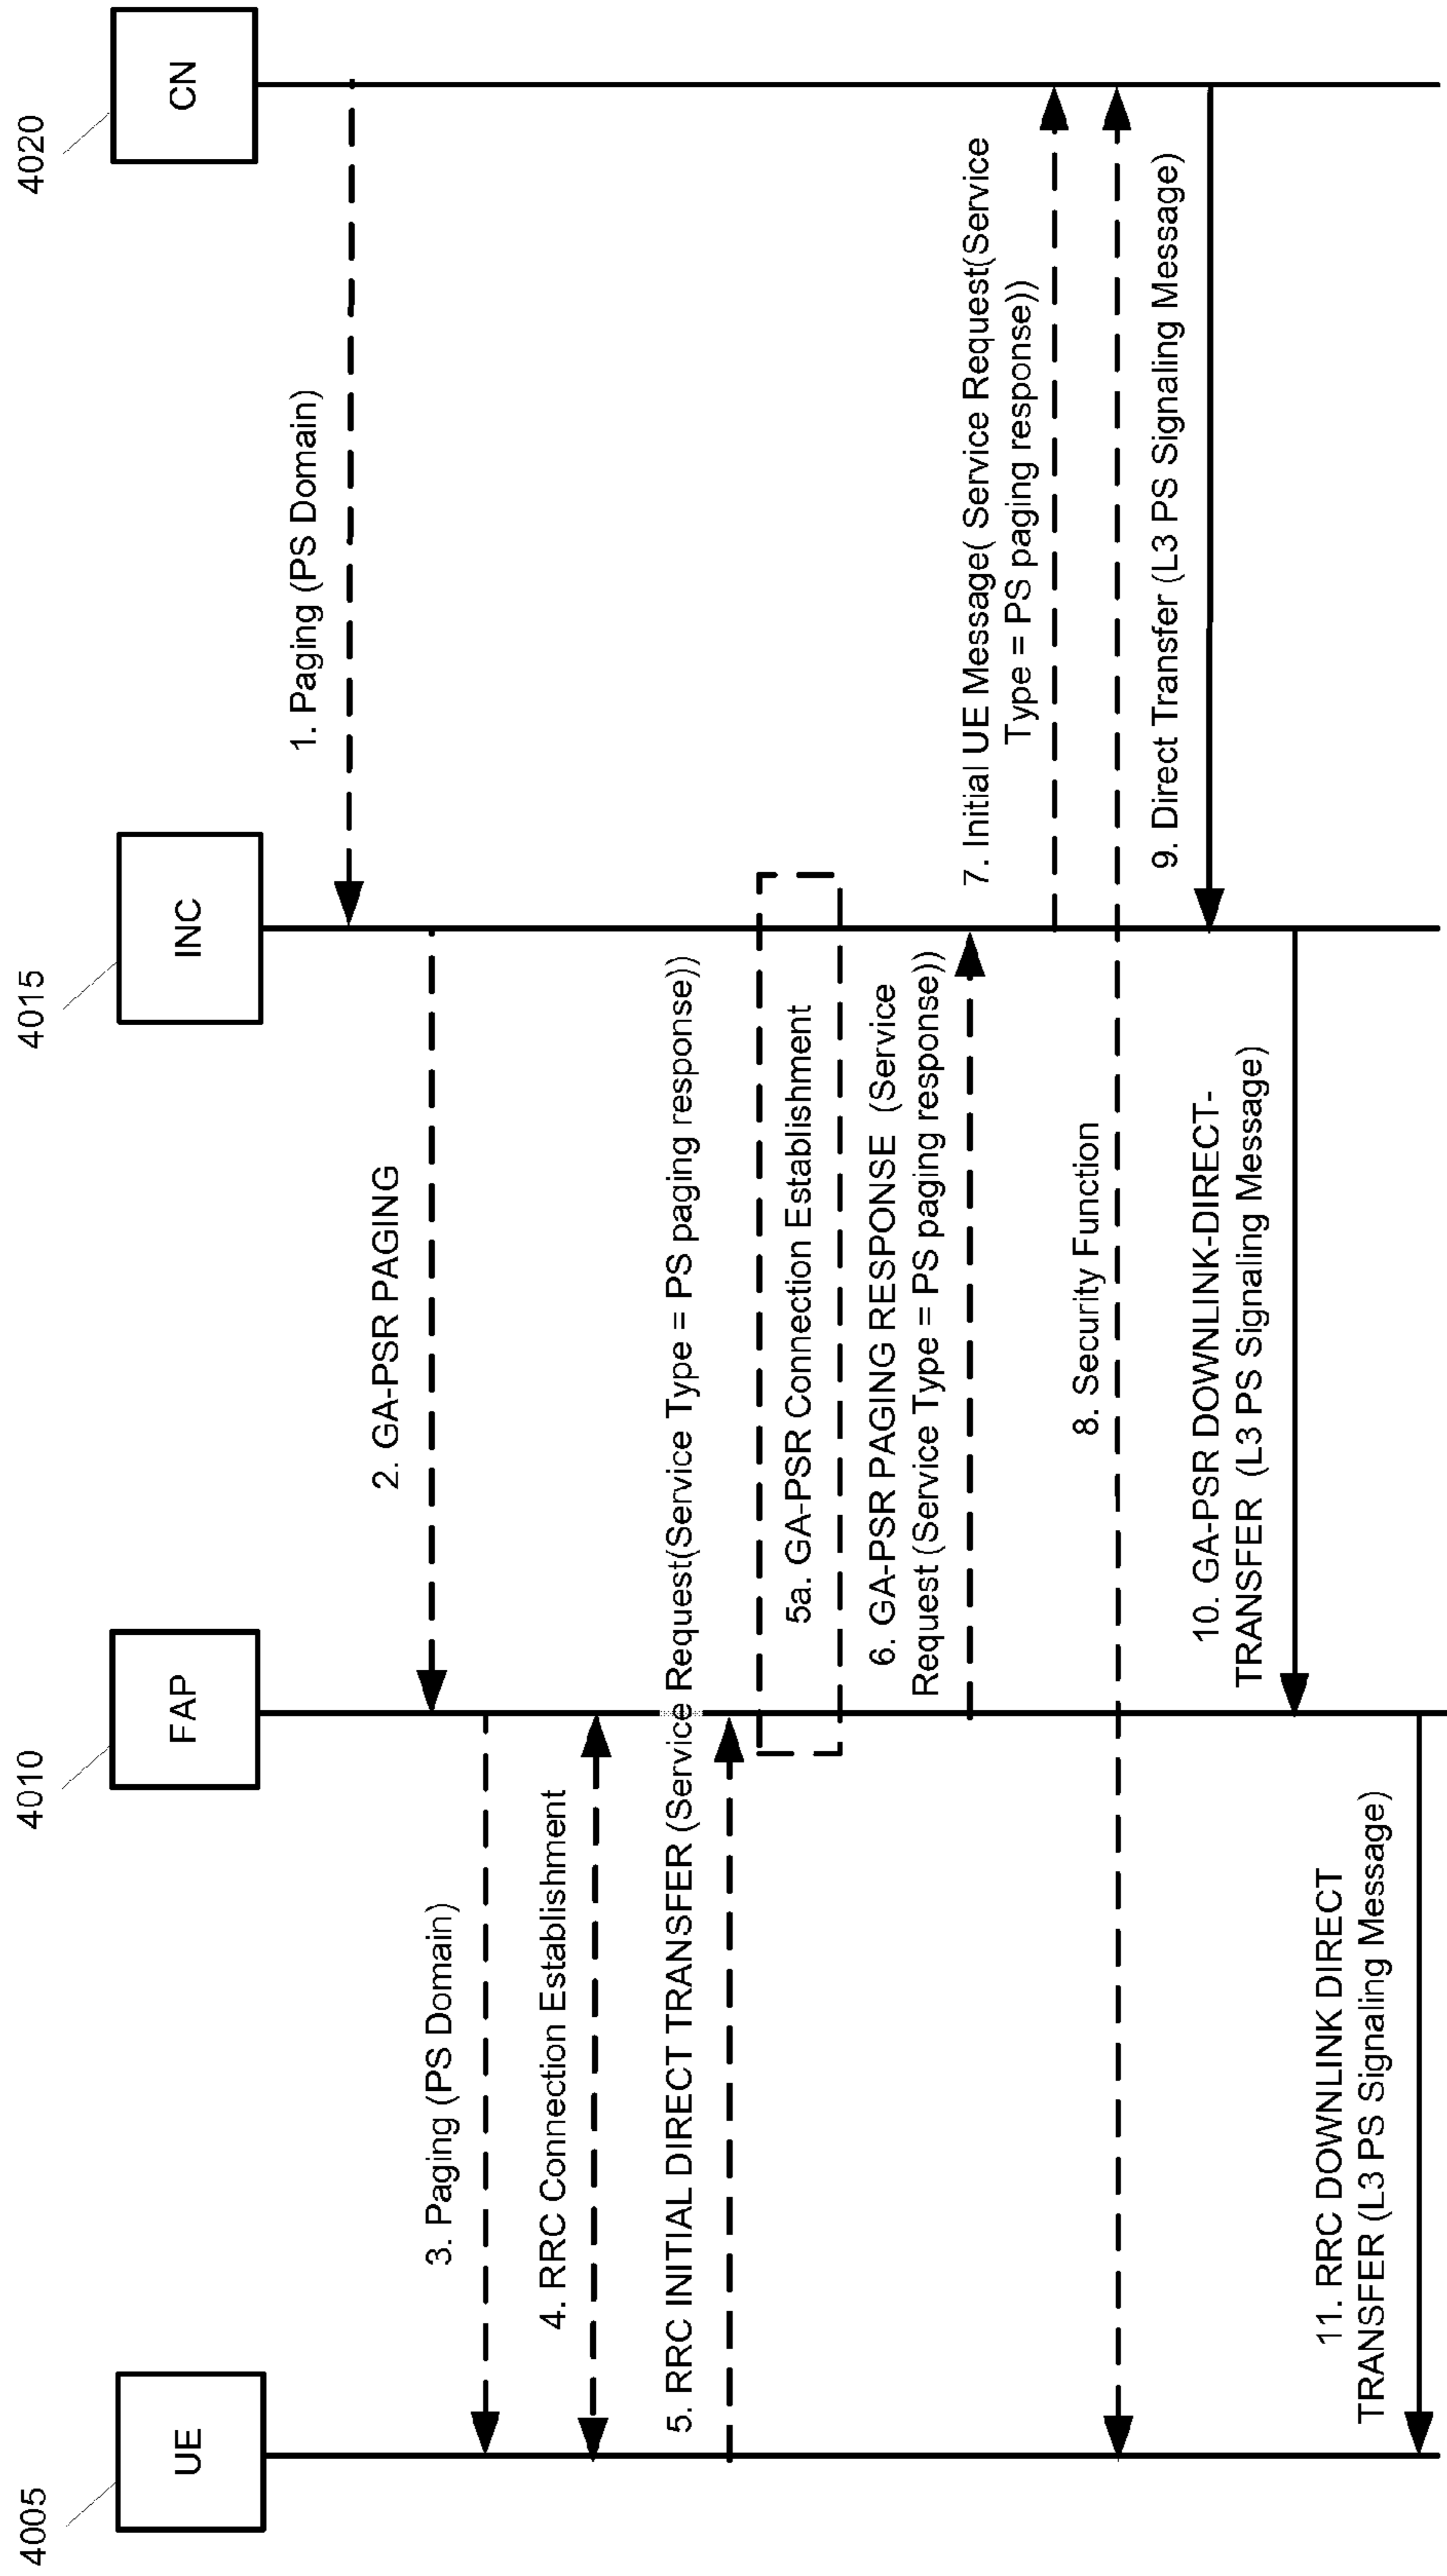 4005
4010
4015
4020
UE
FAP
INC
CN
1. Paging (PS Domain)
2. GA-PSR PAGING
3. Paging (PS Domain)
4. RRC Connection Establishment
5. RRC INITIAL DIRECT TRANSFER (Service Request(Service Type = PS paging response))
5a. GA-PSR Connection Establishment
6. GA-PSR PAGING RESPONSE (Service
Request (Service Type = PS paging response))
7. Initial UE Message( Service Request(Service
Type = PS paging response))
8. Security Function
9. Direct Transfer (L3 PS Signaling Message)
10. GA-PSR DOWNLINK-DIRECT-
TRANSFER (L3 PS Signaling Message)
11. RRC DOWNLINK DIRECT
TRANSFER (L3 PS Signaling Message)